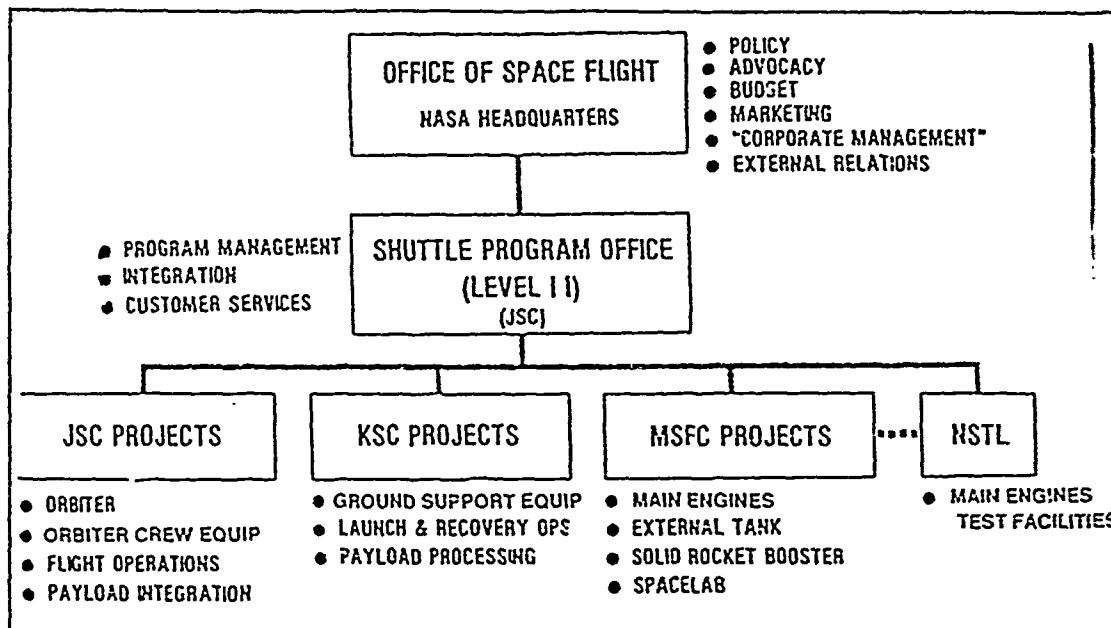 OFFICE OF SPACE FLIGHT
NASA HEADQUARTERS
● POLICY
● ADVOCACY
● BUDGET
● MARKETING
● "CORPORATE MANAGEMENT"
● EXTERNAL RELATIONS
● PROGRAM MANAGEMENT
● INTEGRATION
● CUSTOMER SERVICES
SHUTTLE PROGRAM OFFICE
(LEVEL II)
(JSC)
JSC PROJECTS
● ORBITER
● ORBITER CREW EQUIP
● FLIGHT OPERATIONS
● PAYLOAD INTEGRATION
KSC PROJECTS
● GROUND SUPPORT EQUIP
● LAUNCH & RECOVERY OPS
● PAYLOAD PROCESSING
MSFC PROJECTS
● MAIN ENGINES
● EXTERNAL TANK
● SOLID ROCKET BOOSTER
● SPACELAB
NSTL
● MAIN ENGINES
TEST FACILITIES